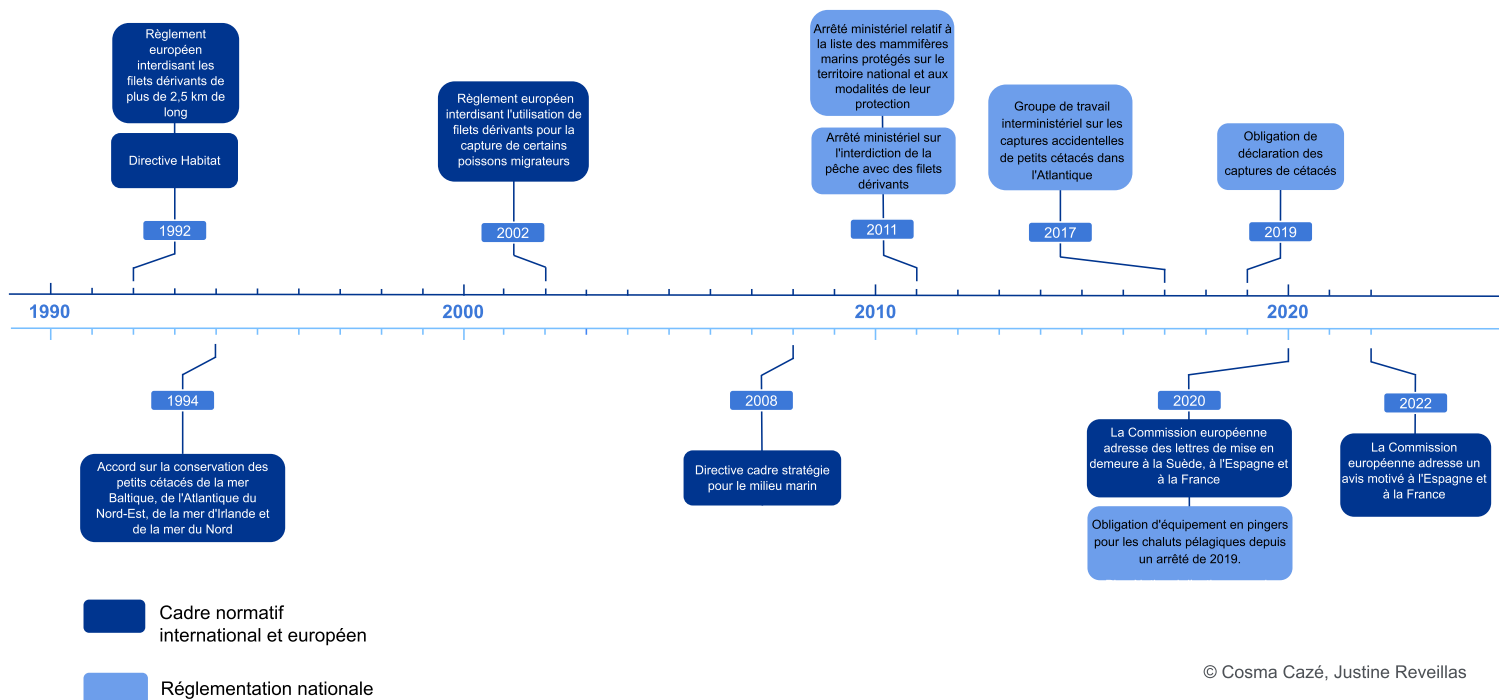 Règlement
européen
interdisant les
filets dérivants de
plus de 2,5 km de
long
Directive Habitat
1992
Règlement européen
interdisant l'utilisation de
filets dérivants pour la
capture de certains
poissons migrateurs
2002
Arrêté ministériel relatif à
la liste des mammifères
marins protégés sur le
territoire national et aux
modalités de leur
protection
Arrêté ministériel sur
l'interdiction de la
pêche avec des filets
dérivants
2011
Groupe de travail
interministériel sur les
captures accidentelles
de petits cétacés dans
l'Atlantique
2017
Obligation de
déclaration des
captures de cétacés
2019
1990
2000
2010
2020
1994
Accord sur la conservation des
petits cétacés de la mer
Baltique, de l'Atlantique du
Nord-Est, de la mer d'Irlande et
de la mer du Nord
2008
Directive cadre stratégie
pour le milieu marin
2020
La Commission européenne
adresse des lettres de mise en
demeure à la Suède, à l'Espagne et
à la France
Obligation d'équipement en pingers
pour les chaluts pélagiques depuis
un arrêté de 2019.
2022
La Commission
européenne adresse un
avis motivé à l'Espagne et
à la France
Cadre normatif
international et européen
Réglementation nationale
© Cosma Cazé, Justine Reveillas